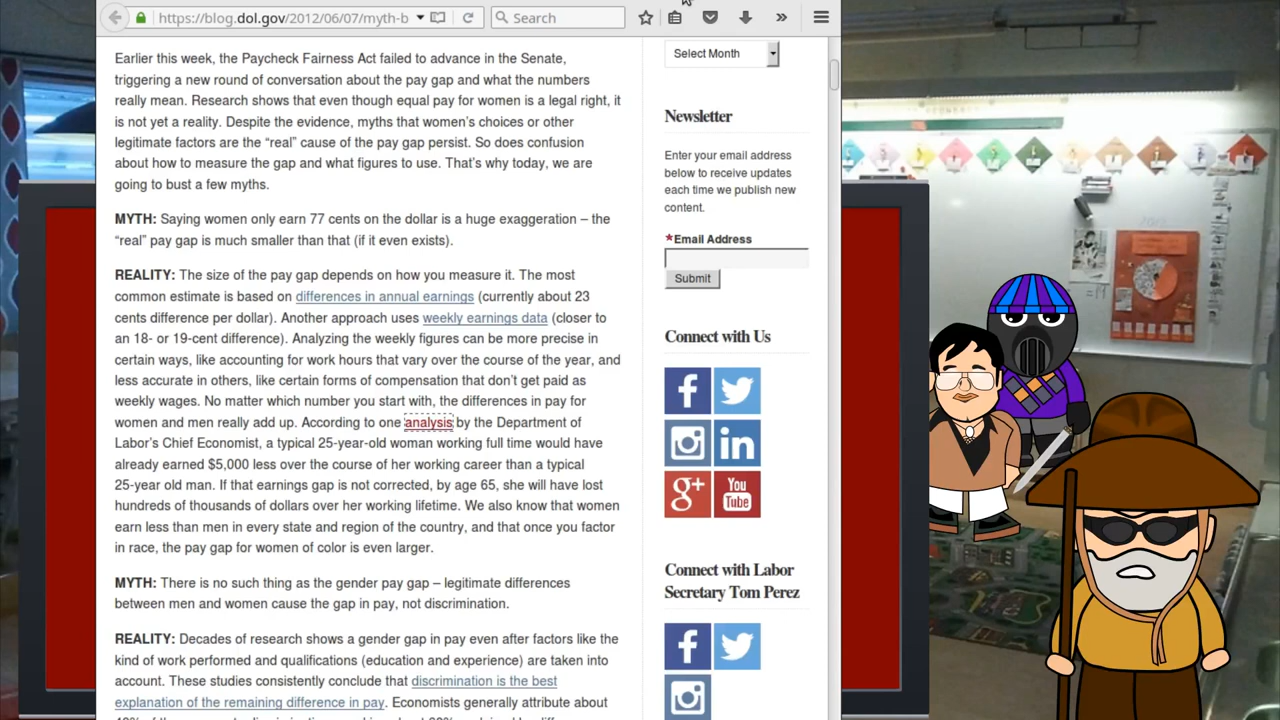 https://blog.dol.gov/2012/06/07/myth-b
Search
Earlier this week, the Paycheck Fairness Act failed to advance in the Senate,
triggering a new round of conversation about the pay gap and what the numbers
really mean. Research shows that even though equal pay for women is a legal right, it
is not yet a reality. Despite the evidence, myths that women’s choices or other
legitimate factors are the “real” cause of the pay gap persist. So does confusion
about how to measure the gap and what figures to use. That’s why today, we are
going to bust a few myths.
MYTH: Saying women only earn 77 cents on the dollar is a huge exaggeration – the
“real” pay gap is much smaller than that (if it even exists).
REALITY: The size of the pay gap depends on how you measure it. The most
common estimate is based on differences in annual earnings (currently about 23
cents difference per dollar). Another approach uses weekly earnings data (closer to
an 18- or 19-cent difference). Analyzing the weekly figures can be more precise in
certain ways, like accounting for work hours that vary over the course of the year, and
less accurate in others, like certain forms of compensation that don’t get paid as
weekly wages. No matter which number you start with, the differences in pay for
women and men really add up. According to one analysis by the Department of
Labor’s Chief Economist, a typical 25-year-old woman working full time would have
already earned $5,000 less over the course of her working career than a typical
25-year old man. If that earnings gap is not corrected, by age 65, she will have lost
hundreds of thousands of dollars over her working lifetime. We also know that women
earn less than men in every state and region of the country, and that once you factor
in race, the pay gap for women of color is even larger.
MYTH: There is no such thing as the gender pay gap – legitimate differences
between men and women cause the gap in pay, not discrimination.
REALITY: Decades of research shows a gender gap in pay even after factors like the
kind of work performed and qualifications (education and experience) are taken into
account. These studies consistently conclude that discrimination is the best
explanation of the remaining difference in pay. Economists generally attribute about
Select Month
Newsletter
Enter your email address
below to receive updates
each time we publish new
content.
*Email Address
Submit
Connect with Us
f
in
g+
You
Tube
Connect with Labor
Secretary Tom Perez
f